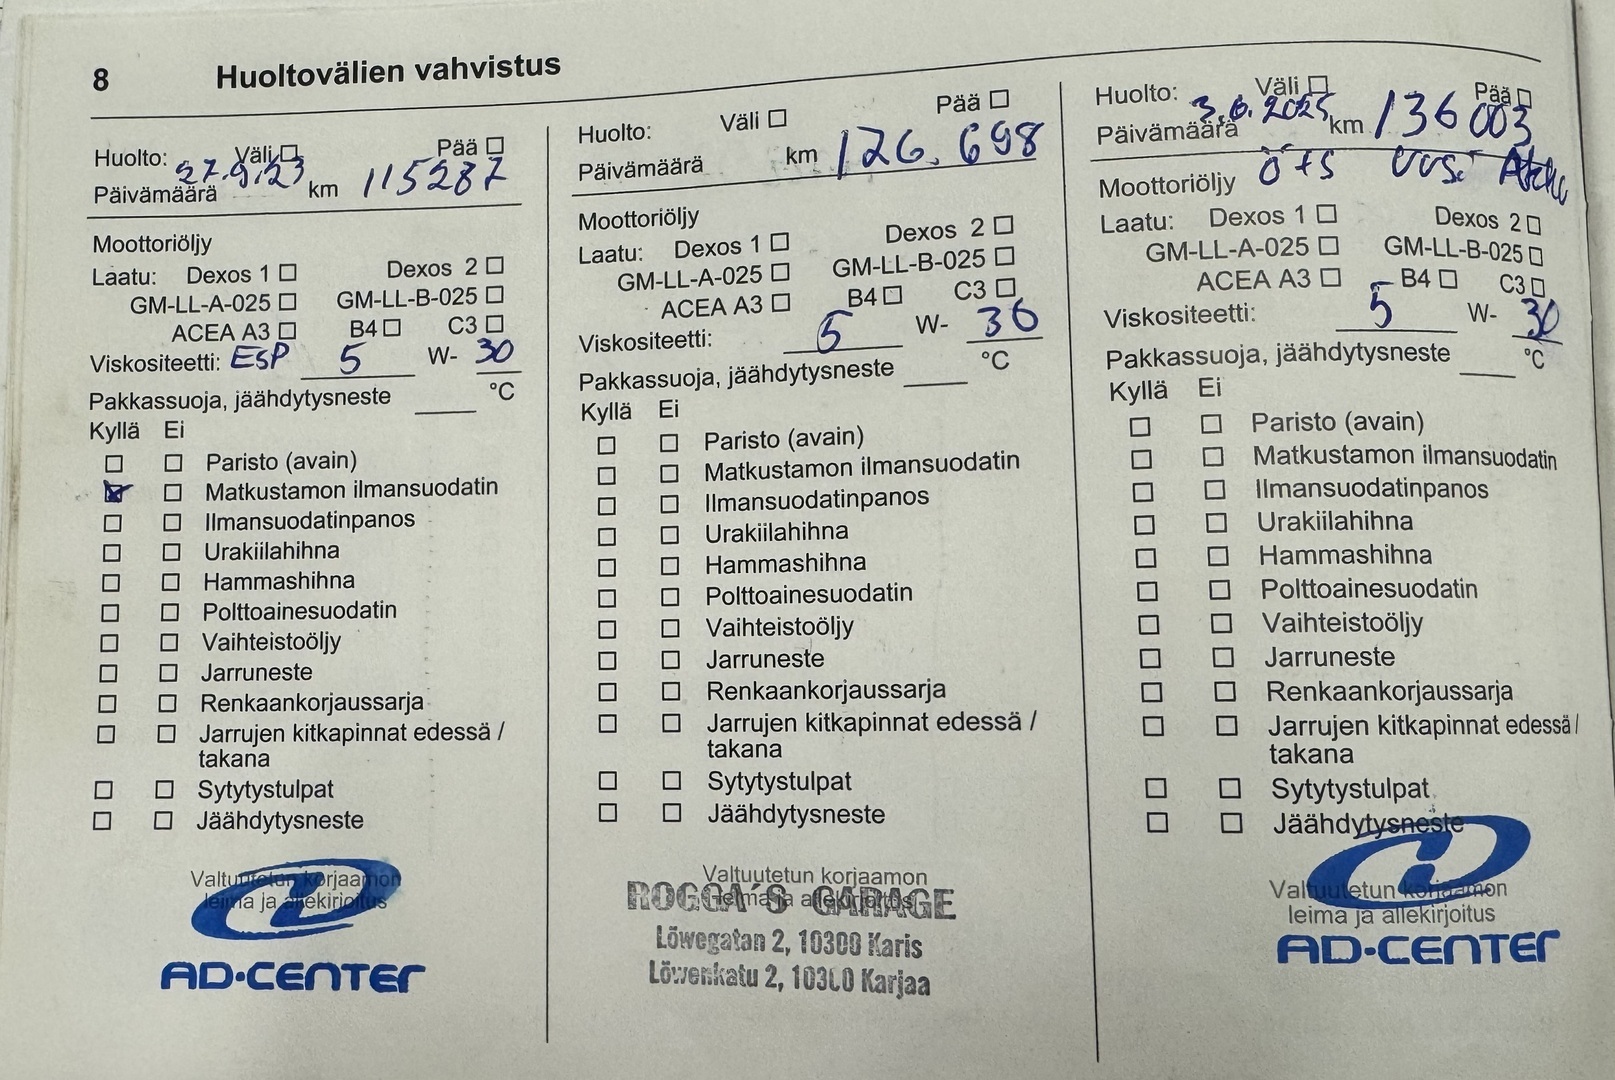 8 Huoltovälien vahvistus
Huolto: Väli Pää
27.9.23 115287
Päivämäärä km
Moottoriöljy
Laatu: Dexos 1 Dexos 2
GM-LL-A-025 GM-LL-B-025
ACEA A3 B4 C3
Viskositeetti: ESP 5 W- 30
Pakkassuoja, jäähdytysneste °C
Kyllä Ei
Paristo (avain)
Matkustamon ilmansuodatin
Ilmansuodatinpanos
Urakiilahihna
Hammashihna
Polttoainesuodatin
Vaihteistoöljy
Jarruneste
Renkaankorjaussarja
Jarrujen kitkapinnat edessä /
takana
Sytytystulpat
Jäähdytysneste
Valtuutetun korjaamon
leima ja allekirjoitus
AD-CENTER
Huolto: Väli Pää
Päivämäärä km 126.698
Moottoriöljy
Laatu: Dexos 1 Dexos 2
GM-LL-A-025 GM-LL-B-025
ACEA A3 B4 C3
Viskositeetti: 5 W- 30
Pakkassuoja, jäähdytysneste °C
Kyllä Ei
Paristo (avain)
Matkustamon ilmansuodatin
Ilmansuodatinpanos
Urakiilahihna
Hammashihna
Polttoainesuodatin
Vaihteistoöljy
Jarruneste
Renkaankorjaussarja
Jarrujen kitkapinnat edessä /
takana
Sytytystulpat
Jäähdytysneste
Valtuutetun korjaamon
leima ja allekirjoitus
ROGGA´S GARAGE
Löwegatan 2, 10300 Karis
Löwenkatu 2, 10300 Karjaa
Huolto: Väli Pää
3.6.2025 136 003
Päivämäärä km
Moottoriöljy Ö+S uusi Akku
Laatu: Dexos 1 Dexos 2
GM-LL-A-025 GM-LL-B-025
ACEA A3 B4 C3
Viskositeetti: 5 W- 30
Pakkassuoja, jäähdytysneste °C
Kyllä Ei
Paristo (avain)
Matkustamon ilmansuodatin
Ilmansuodatinpanos
Urakiilahihna
Hammashihna
Polttoainesuodatin
Vaihteistoöljy
Jarruneste
Renkaankorjaussarja
Jarrujen kitkapinnat edessä /
takana
Sytytystulpat
Jäähdytysneste
Valtuutetun korjaamon
leima ja allekirjoitus
AD-CENTER